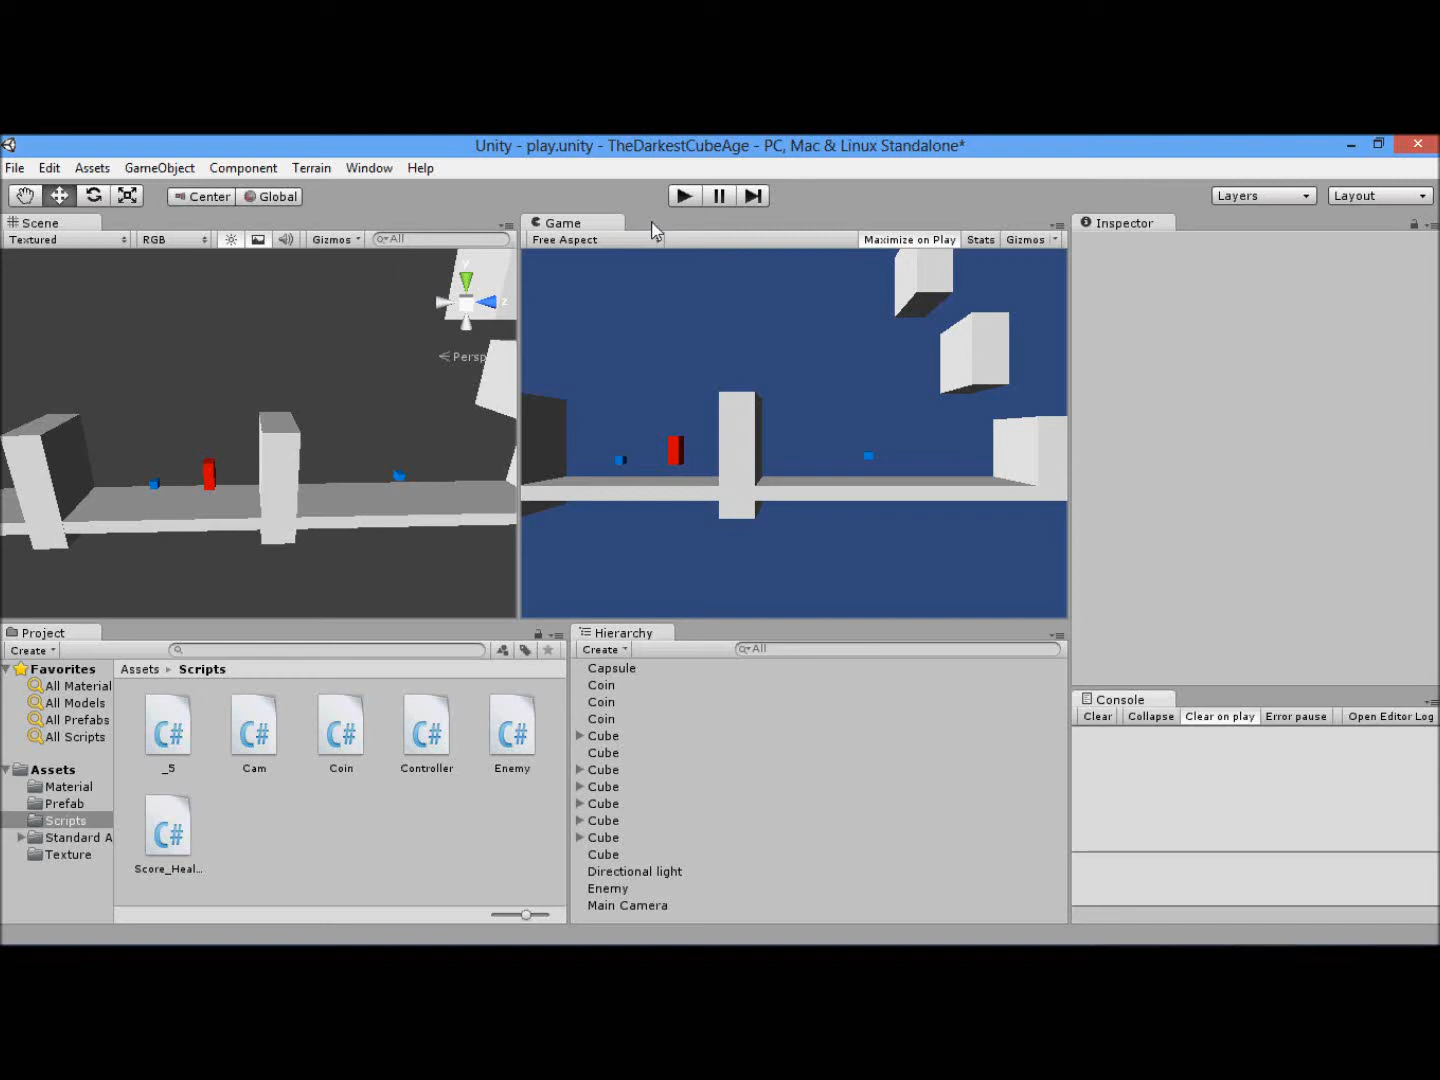 Unity - play.unity - TheDarkestCubeAge - PC, Mac & Linux Standalone*
File Edit Assets GameObject Component Terrain Window Help
Center Global Layers Layout
Scene
Textured RGB Gizmos All
y
z
Persp
Game
Free Aspect Maximize on Play Stats Gizmos
Inspector
Project
Create
Favorites
All Material
All Models
All Prefabs
All Scripts
Assets
Material
Prefab
Scripts
Standard A
Texture
Assets Scripts
C# C# C# C# C#
_5 Cam Coin Controller Enemy
C#
Score_Heal...
Hierarchy
Create All
Capsule
Coin
Coin
Coin
Cube
Cube
Cube
Cube
Cube
Cube
Cube
Cube
Directional light
Enemy
Main Camera
Console
Clear Collapse Clear on play Error pause Open Editor Log